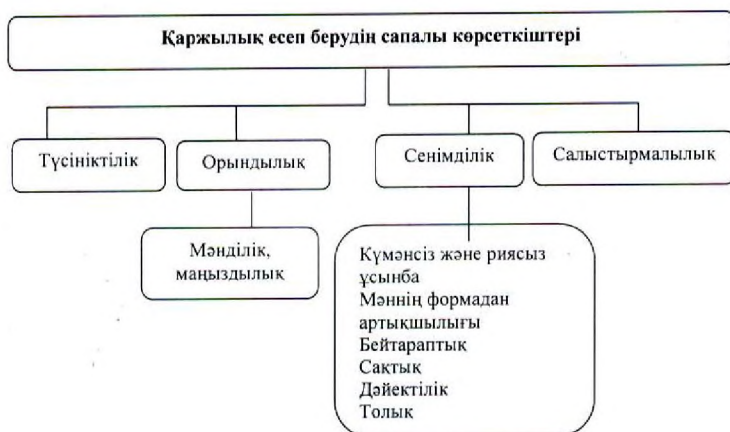 Қаржылық есеп берудің сапалы көрсеткіштері
Түсініктілік
Орындылық
Сенімділік
Салыстырмалылық
Мәнділік,
маңыздылық
Күмәнсіз және риясыз
ұсынба
Мәннің формадан
артықшылығы
Бейтараптық
Сақтық
Дәйектілік
Толық